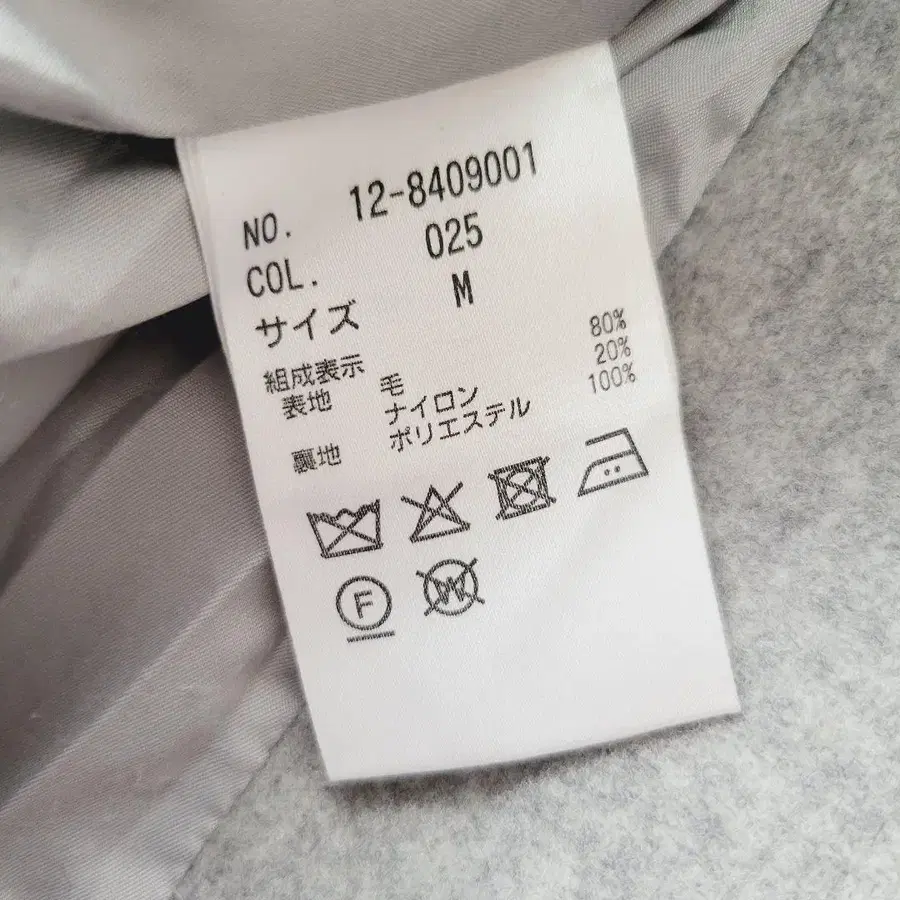 NO. 12-8409001
COL. 025
サイズ M
組成表示
表地 毛 80%
ナイロン 20%
裏地 ポリエステル 100%
F
W